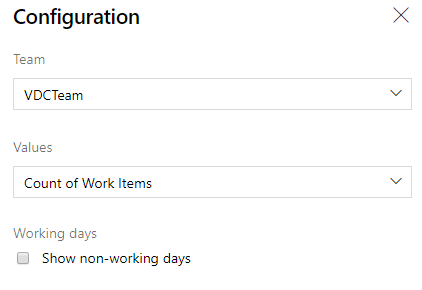 Configuration
Team
VDCTeam
Values
Count of Work Items
Working days
Show non-working days